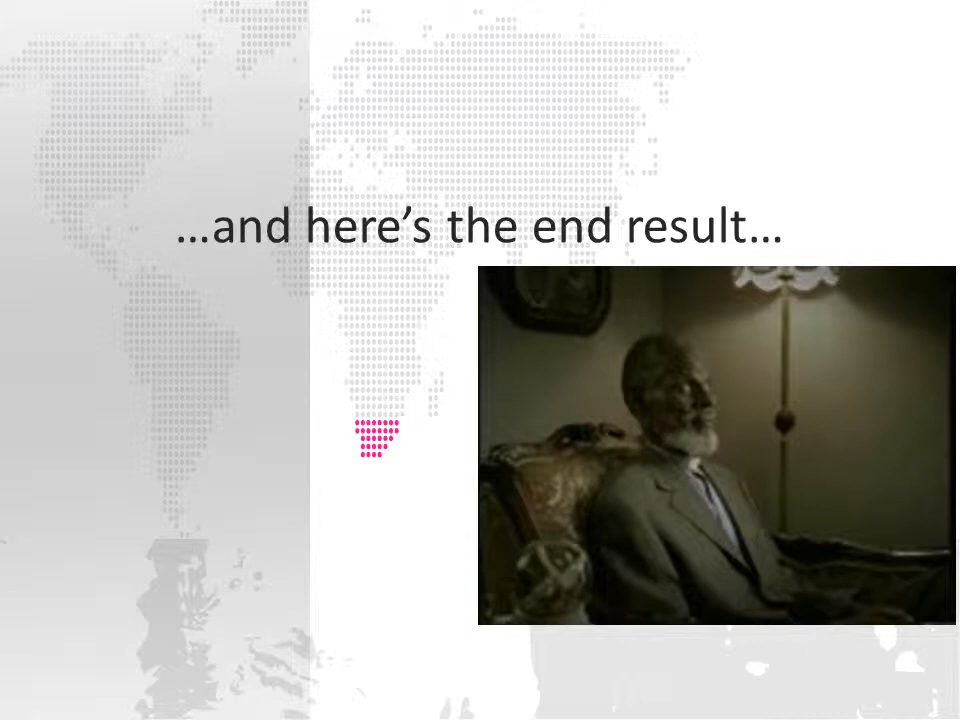 …and here’s the end result…